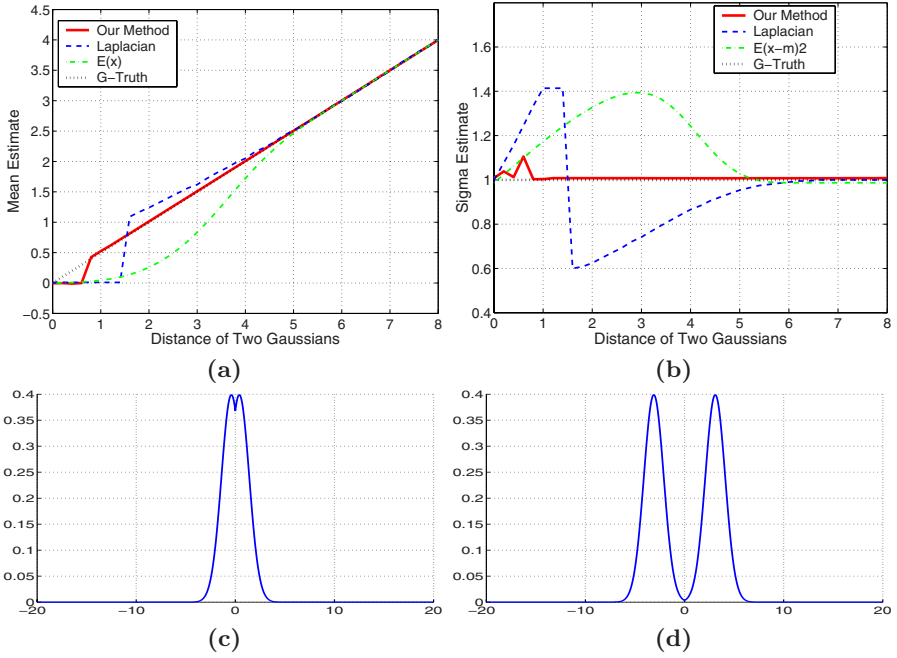 4.5
4
3.5
3
2.5
2
1.5
1
0.5
0
−0.5
Mean Estimate
Our Method
Laplacian
E(x)
G−Truth
0 1 2 3 4 5 6 7 8
Distance of Two Gaussians
(a)
1.6
1.4
1.2
1
0.8
0.6
0.4
Sigma Estimate
Our Method
Laplacian
E(x−m)2
G−Truth
0 1 2 3 4 5 6 7 8
Distance of Two Gaussians
(b)
0.4
0.35
0.3
0.25
0.2
0.15
0.1
0.05
0
−20 −10 0 10 20
(c)
0.4
0.35
0.3
0.25
0.2
0.15
0.1
0.05
0
−20 −10 0 10 20
(d)